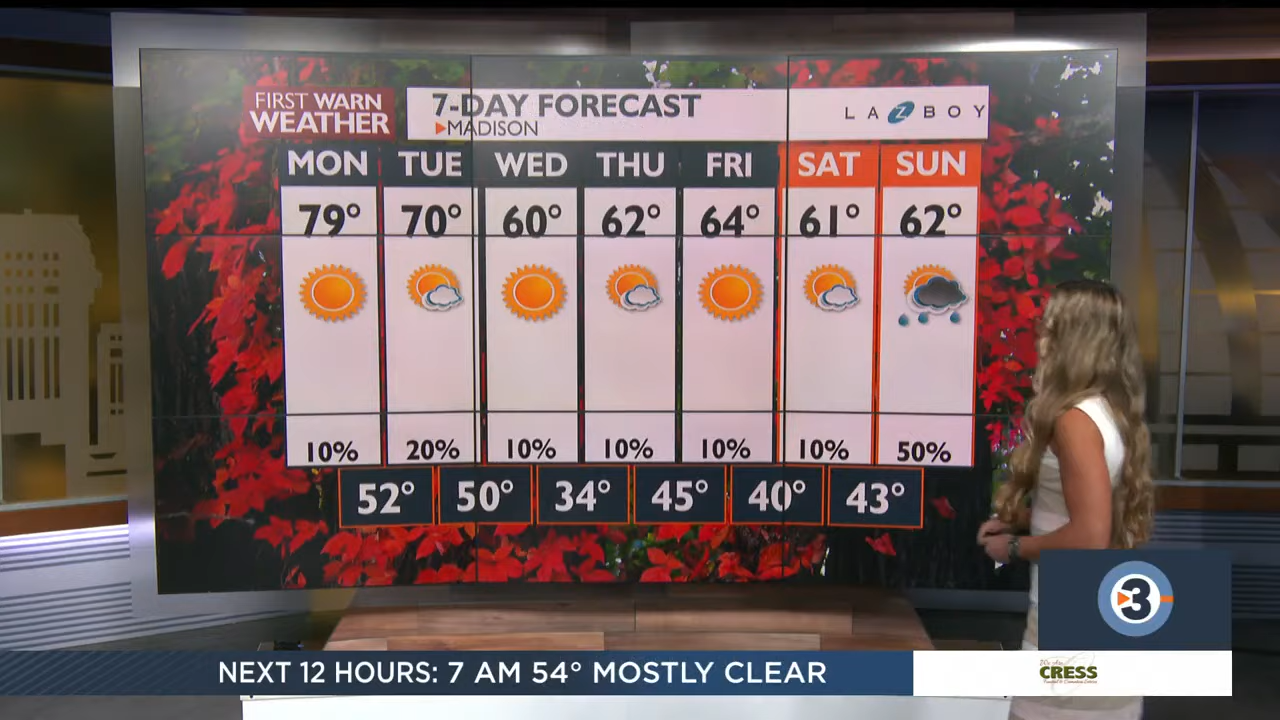 FIRST WARN
WEATHER
7-DAY FORECAST
MADISON
LA Z BOY
MON TUE WED THU FRI SAT SUN
79° 70° 60° 62° 64° 61° 62°
10% 20% 10% 10% 10% 10% 50%
52° 50° 34° 45° 40° 43°
3
NEXT 12 HOURS: 7 AM 54° MOSTLY CLEAR
CRESS